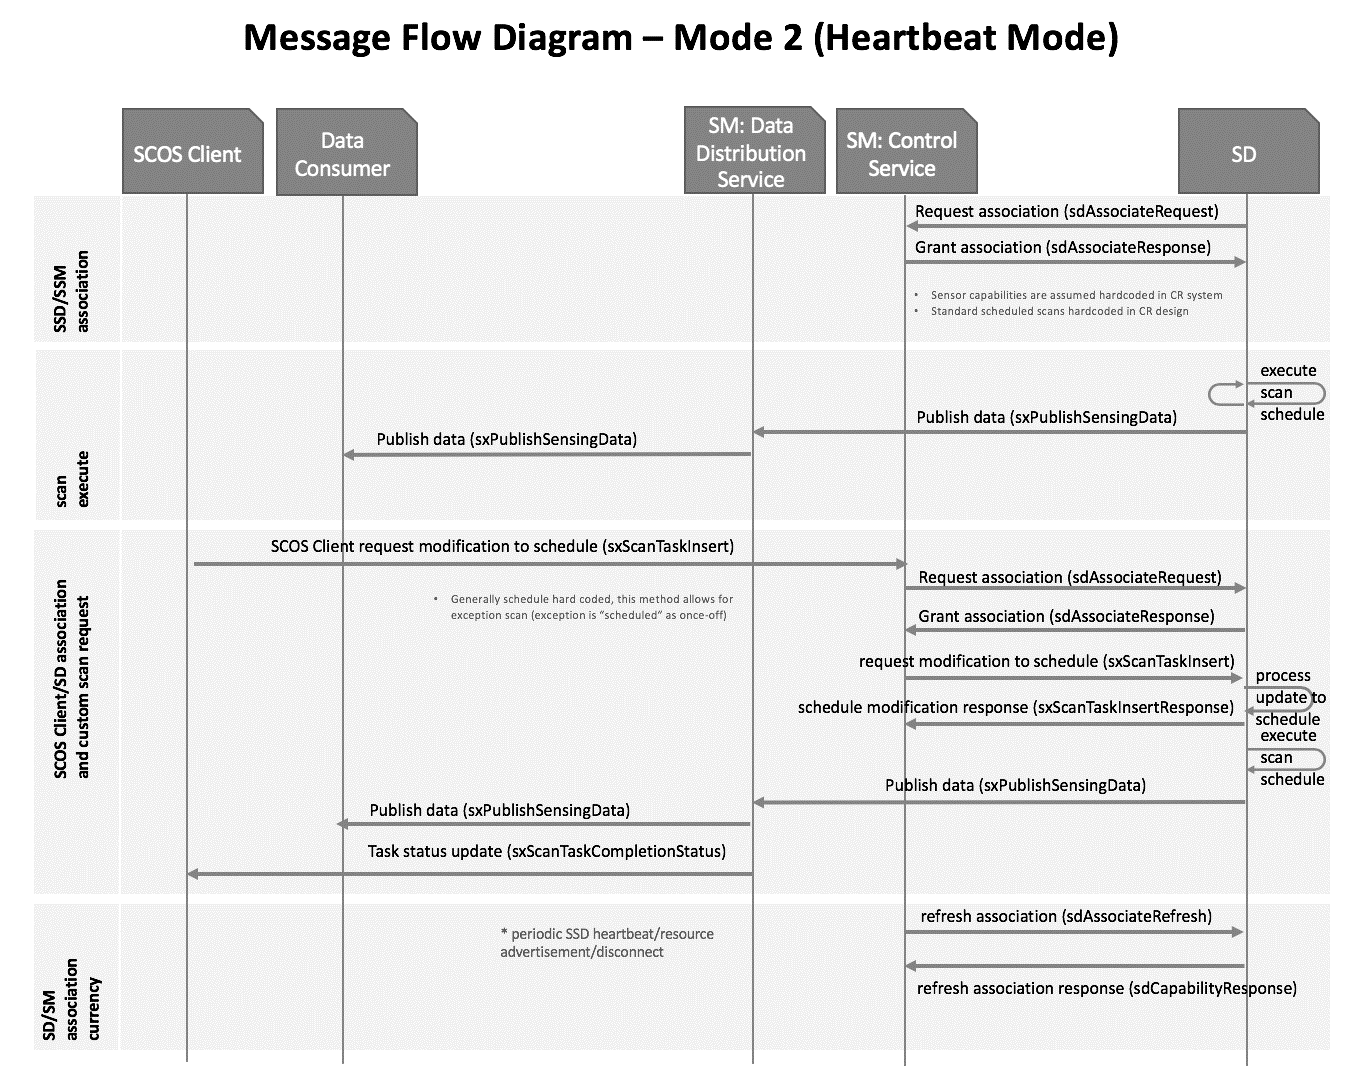 Message Flow Diagram – Mode 2 (Heartbeat Mode)
SCOS Client
Data
Consumer
SM: Data
Distribution
Service
SM: Control
Service
SD
SSD/SSM
association
Request association (sdAssociateRequest)
Grant association (sdAssociateResponse)
• Sensor capabilities are assumed hardcoded in CR system
• Standard scheduled scans hardcoded in CR design
scan
execute
execute
scan
schedule
Publish data (sxPublishSensingData)
Publish data (sxPublishSensingData)
SCOS Client/SD association
and custom scan request
SCOS Client request modification to schedule (sxScanTaskInsert)
• Generally schedule hard coded, this method allows for
exception scan (exception is “scheduled” as once-off)
Request association (sdAssociateRequest)
Grant association (sdAssociateResponse)
request modification to schedule (sxScanTaskInsert)
process
update to
schedule
schedule modification response (sxScanTaskInsertResponse)
execute
scan
schedule
Publish data (sxPublishSensingData)
Publish data (sxPublishSensingData)
Task status update (sxScanTaskCompletionStatus)
SD/SM
association
currency
* periodic SSD heartbeat/resource
advertisement/disconnect
refresh association (sdAssociateRefresh)
refresh association response (sdCapabilityResponse)